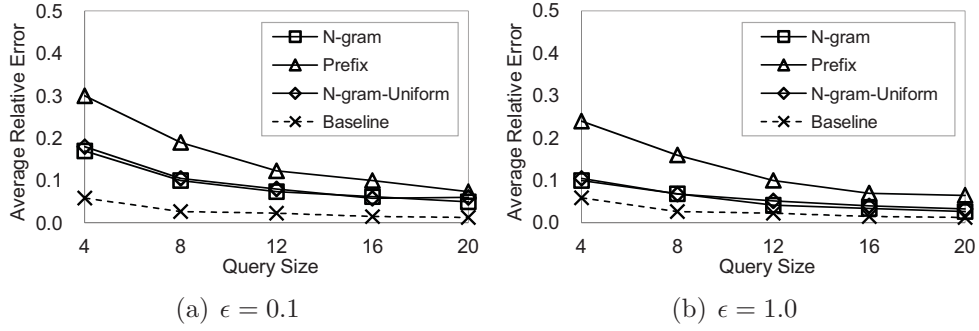 0.5
0.4
0.3
0.2
0.1
0.0
Average Relative Error
4 8 12 16 20
Query Size
N-gram
Prefix
N-gram-Uniform
Baseline
(a) ϵ = 0.1
0.5
0.4
0.3
0.2
0.1
0.0
Average Relative Error
4 8 12 16 20
Query Size
N-gram
Prefix
N-gram-Uniform
Baseline
(b) ϵ = 1.0